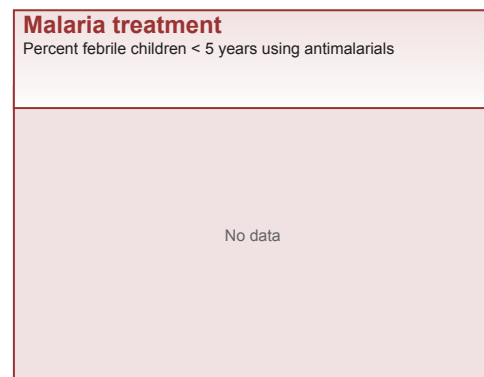 Malaria treatment
Percent febrile children < 5 years using antimalarials
No data